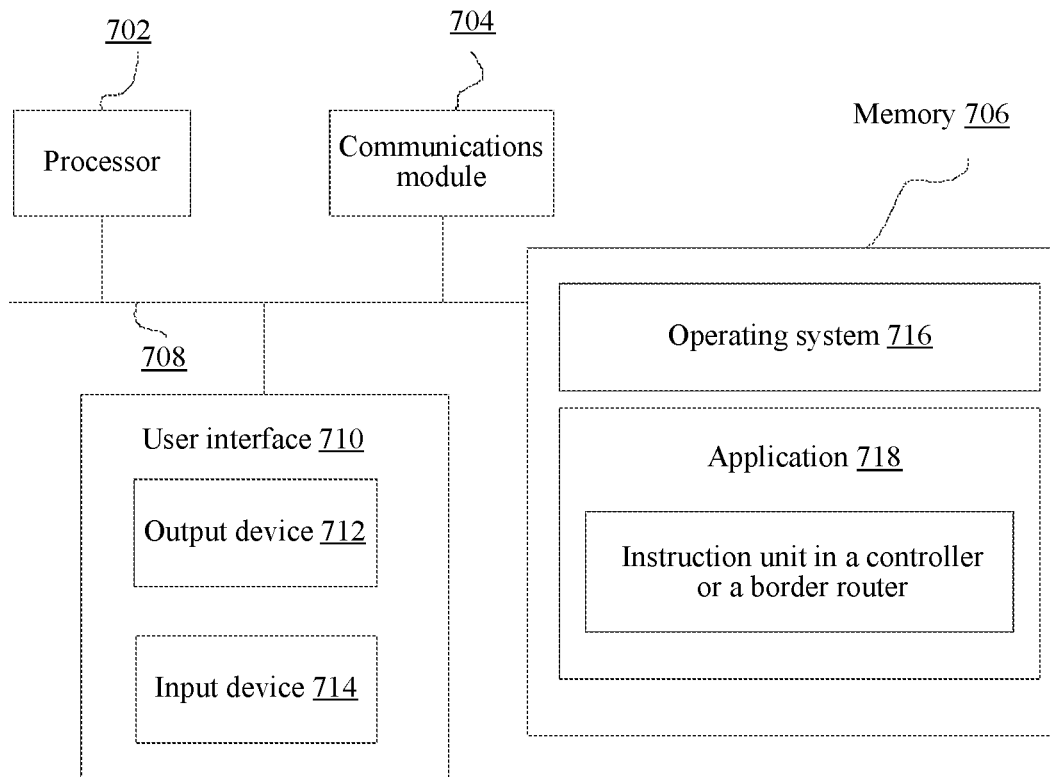 702
704
Memory 706
Processor
Communications
module
Operating system 716
708
User interface 710
Application 718
Output device 712
Instruction unit in a controller
or a border router
Input device 714